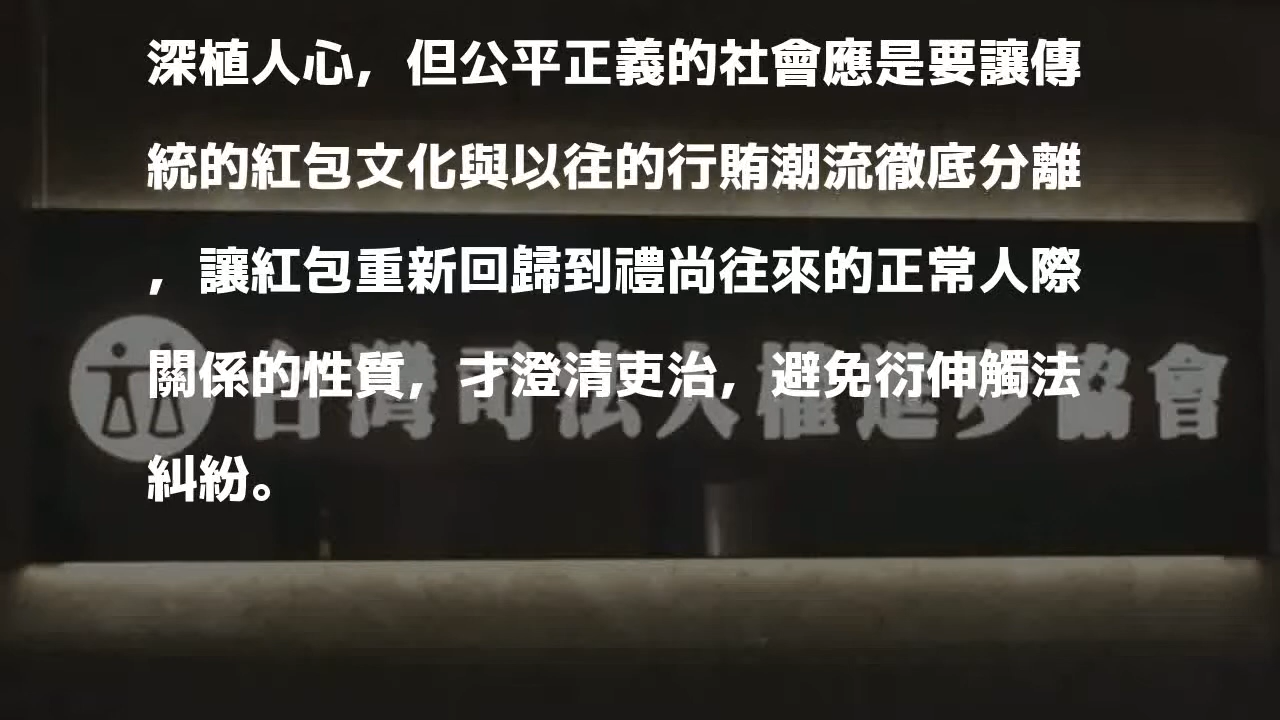 深植人心，但公平正義的社會應是要讓傳
統的紅包文化與以往的行賄潮流徹底分離
，讓紅包重新回歸到禮尚往來的正常人際
關係的性質，才澄清吏治，避免衍伸觸法
糾紛。
台灣司法人權進步協會